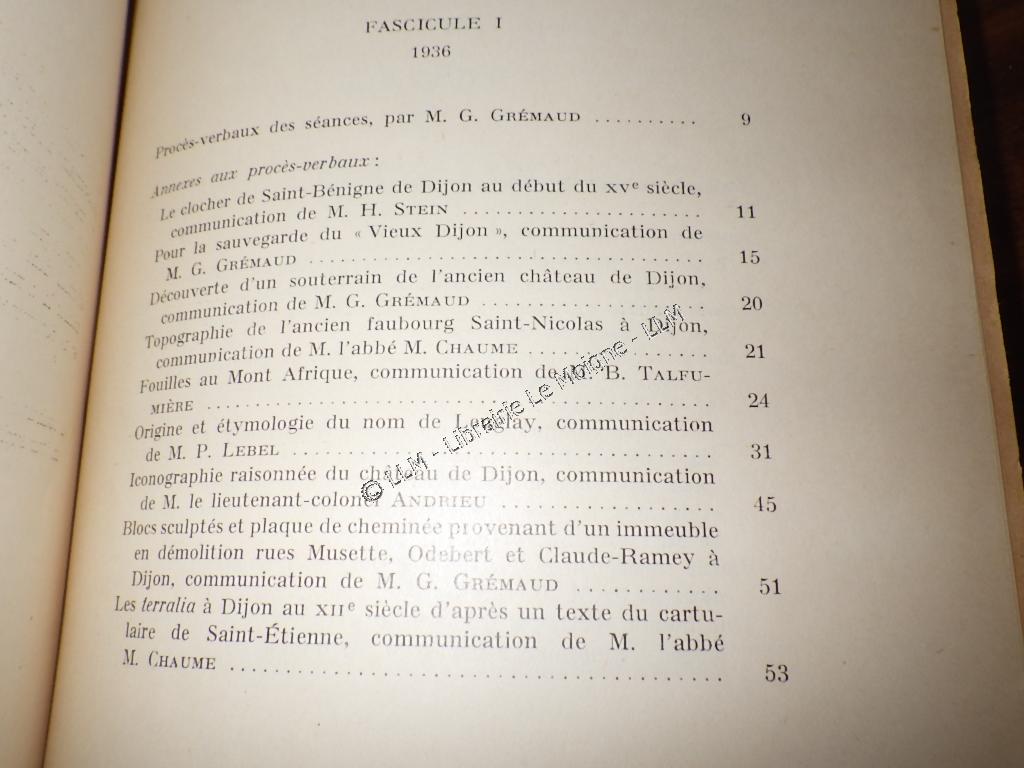 FASCICULE I
1936
Procès-verbaux des séances, par M. G. GRÉMAUD .......... 9
Annexes aux procès-verbaux :
Le clocher de Saint-Bénigne de Dijon au début du XVe siècle,
communication de M. H. STEIN .................... 11
Pour la sauvegarde du « Vieux Dijon », communication de
M. G. GRÉMAUD .................................. 15
Découverte d'un souterrain de l'ancien château de Dijon,
communication de M. G. GRÉMAUD .................. 20
Topographie de l'ancien faubourg Saint-Nicolas à Dijon,
communication de M. l'abbé M. CHAUME .............. 21
Fouilles au Mont Afrique, communication de B. TALFU-
MIÈRE ........................................ 24
Origine et étymologie du nom de communication
de M. P. LEBEL .................................. 31
Iconographie raisonnée du château de Dijon, communication
de M. le lieutenant-colonel ANDRIEU ................ 45
Blocs sculptés et plaque de cheminée provenant d'un immeuble
en démolition rues Musette, Odebert et Claude-Ramey à
Dijon, communication de M. G. GRÉMAUD ............ 51
Les terralia à Dijon au XIIe siècle d'après un texte du cartu-
laire de Saint-Étienne, communication de M. l'abbé
M. CHAUME ...................................... 53
© LLM - Librairie Le Moigne - LLM